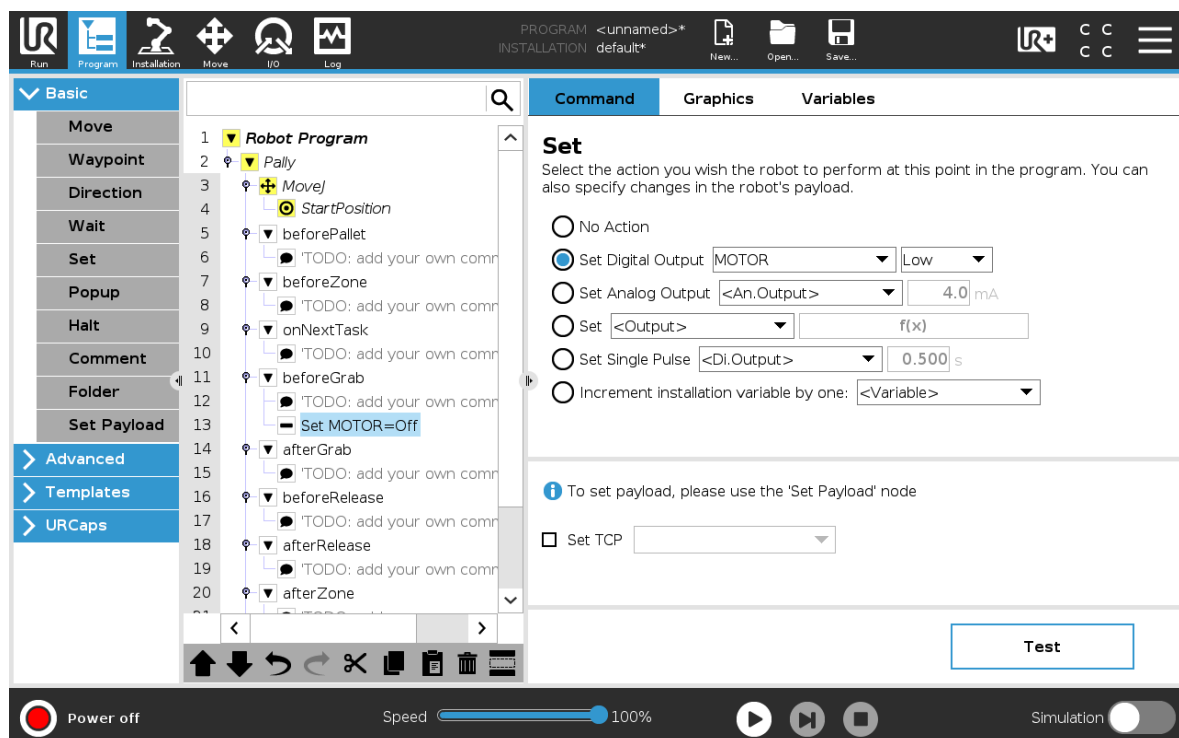 PROGRAM <unnamed>*
INSTALLATION default*
UR
UR+
C C
C C
Run
Program
Installation
Move
I/O
Log
New...
Open...
Save...
Basic
Move
Waypoint
Direction
Wait
Set
Popup
Halt
Comment
Folder
Set Payload
Advanced
Templates
URCaps
1 Robot Program
2 Pally
3 MoveJ
4 StartPosition
5 beforePallet
6 'TODO: add your own comm
7 beforeZone
8 'TODO: add your own comm
9 onNextTask
10 'TODO: add your own comm
11 beforeGrab
12 'TODO: add your own comm
13 Set MOTOR=Off
14 afterGrab
15 'TODO: add your own comm
16 beforeRelease
17 'TODO: add your own comm
18 afterRelease
19 'TODO: add your own comm
20 afterZone
Command Graphics Variables
Set
Select the action you wish the robot to perform at this point in the program. You can
also specify changes in the robot's payload.
No Action
Set Digital Output MOTOR Low
Set Analog Output <An.Output> 4.0 mA
Set <Output> f(x)
Set Single Pulse <Di.Output> 0.500 s
Increment installation variable by one: <Variable>
To set payload, please use the 'Set Payload' node
Set TCP
Test
Power off
Speed 100%
Simulation